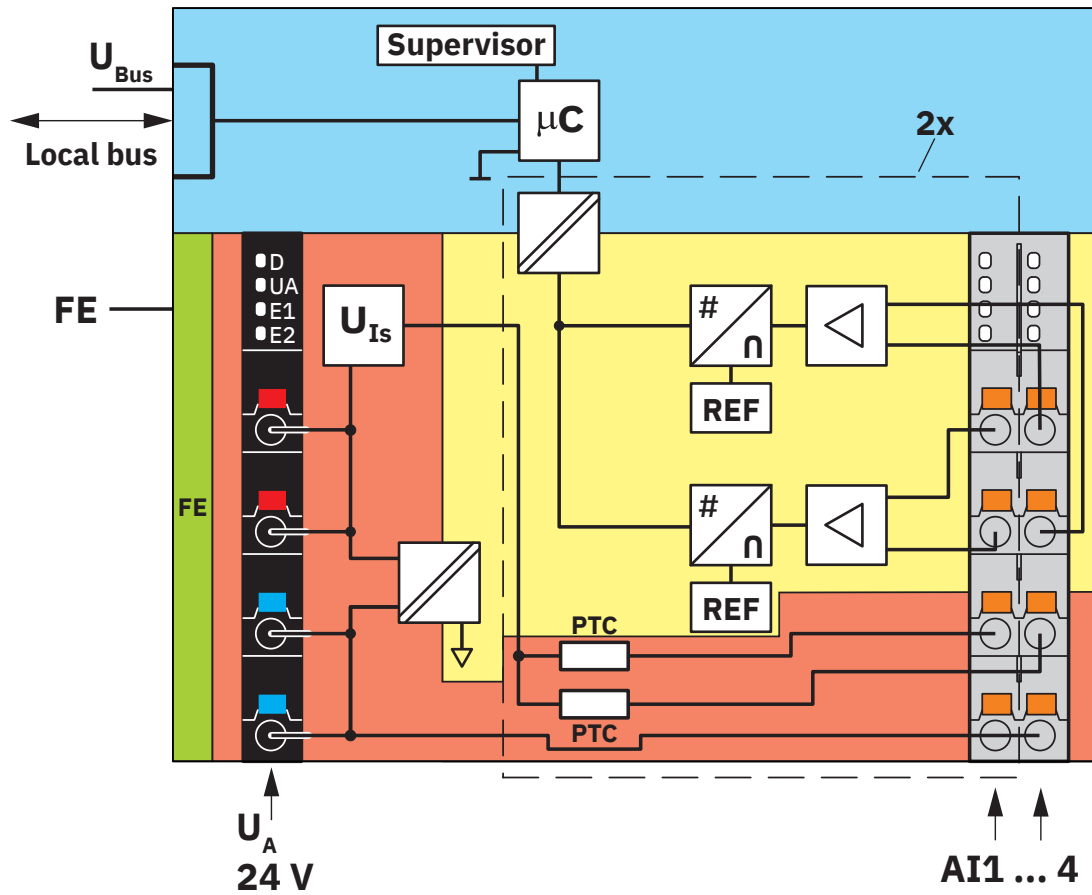 Supervisor
U Bus
µC
2x
Local bus
D
UA
E1
E2
FE
U Is
#
∩
REF
FE
#
∩
REF
PTC
PTC
U A
24 V
AI1 ... 4